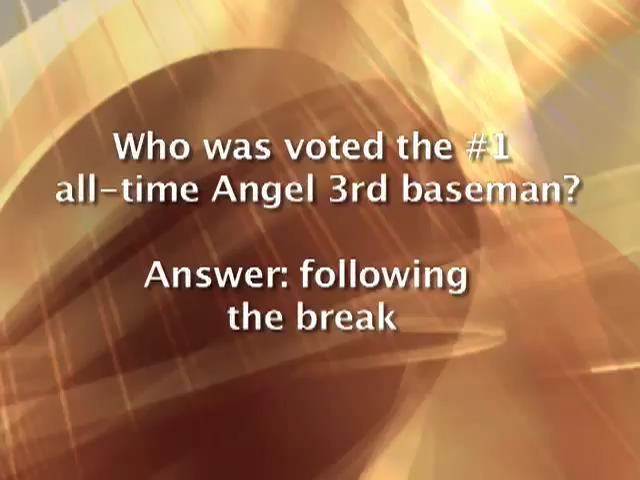 Who was voted the #1
all-time Angel 3rd baseman?
Answer: following
the break